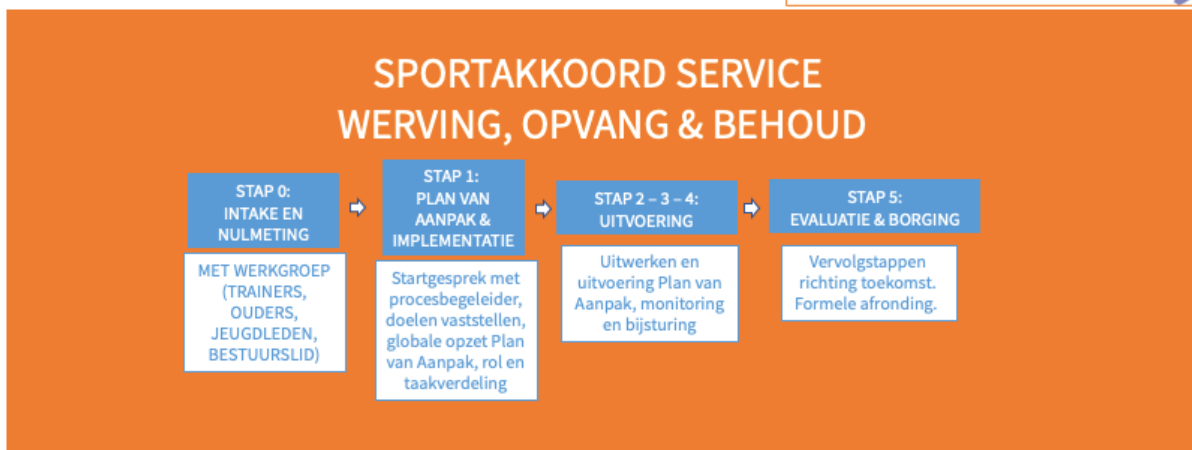 SPORTAKKOORD SERVICE
WERVING, OPVANG & BEHOUD
STAP 0:
INTAKE EN
NULMETING
MET WERKGROEP
(TRAINERS,
OUDERS,
JEUGDLEDEN,
BESTUURSLID)
STAP 1:
PLAN VAN
AANPAK &
IMPLEMENTATIE
Startgesprek met
procesbegeleider,
doelen vaststellen,
globale opzet Plan
van Aanpak, rol en
taakverdeling
STAP 2 – 3 – 4:
UITVOERING
Uitwerken en
uitvoering Plan van
Aanpak, monitoring
en bijsturing
STAP 5:
EVALUATIE & BORGING
Vervolgstappen
richting toekomst.
Formele afronding.